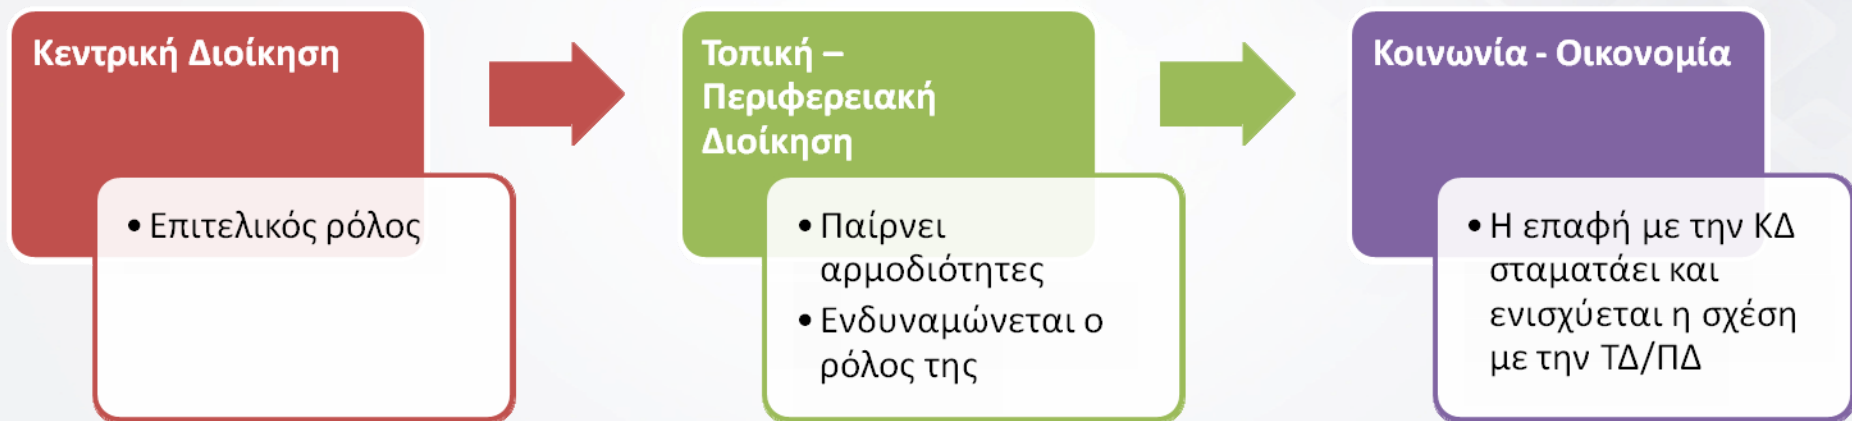 Κεντρική Διοίκηση
• Επιτελικός ρόλος
Τοπική –
Περιφερειακή
Διοίκηση
• Παίρνει
αρμοδιότητες
• Ενδυναμώνεται ο
ρόλος της
Κοινωνία - Οικονομία
• Η επαφή με την ΚΔ
σταματάει και
ενισχύεται η σχέση
με την ΤΔ/ΠΔ